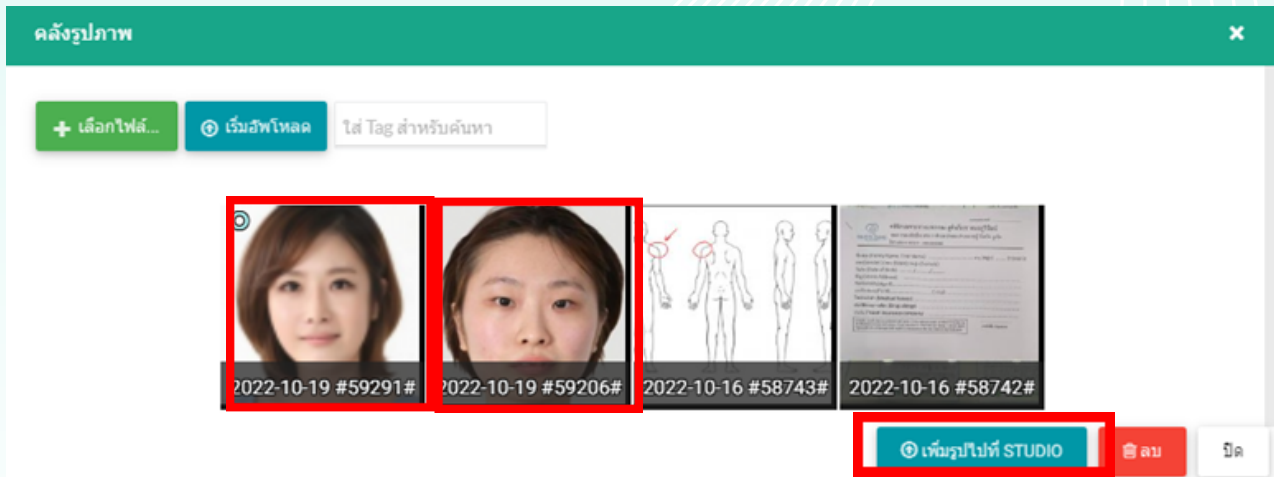 คลังรูปภาพ ×
+ เลือกไฟล์... เริ่มอัพโหลด ใส่ Tag สำหรับค้นหา
2022-10-19 #59291# 2022-10-19 #59206# 2022-10-16 #58743# 2022-10-16 #58742#
เพิ่มรูปไปที่ STUDIO ลบ ปิด